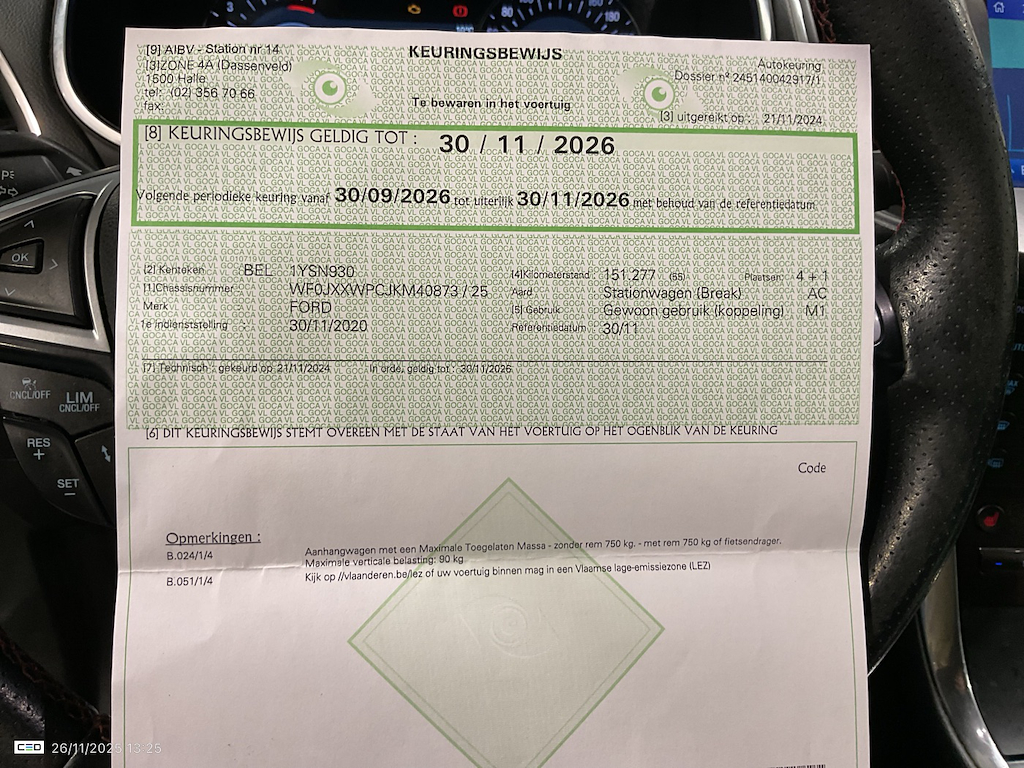 [9] AIBV - Station nr 14
KEURINGSBEWIJS
[3]ZONE 4A (Dassenveld)
Autokeuring
1500 Halle
Dossier nº 245140042917/1
tel: (02) 356 70 66
Te bewaren in het voertuig
fax:
[3] uitgereikt op : 21/11/2024
[8] KEURINGSBEWIJS GELDIG TOT : 30 / 11 / 2026
Volgende periodieke keuring vanaf 30/09/2026 tot uiterlijk 30/11/2026 met behoud van de referentiedatum
[2] Kenteken BEL 1YSN930
[4]Kilometerstand : 151.277 (55) Plaatsen: 4 + 1
[1]Chassisnummer WF0JXXWPCJKM40873 / 25
Aard Stationwagen (Break) AC
Merk FORD
[5] Gebruik Gewoon gebruik (koppeling) M1
1e indienststelling : 30/11/2020
Referentiedatum : 30/11
[7] Technisch : gekeurd op 21/11/2024 In orde, geldig tot : 30/11/2026
[6] DIT KEURINGSBEWIJS STEMT OVEREEN MET DE STAAT VAN HET VOERTUIG OP HET OGENBLIK VAN DE KEURING
Code
Opmerkingen :
B.024/1/4 Aanhangwagen met een Maximale Toegelaten Massa - zonder rem 750 kg. - met rem 750 kg of fietsendrager.
Maximale verticale belasting: 90 kg
B.051/1/4 Kijk op //vlaanderen.be/lez of uw voertuig binnen mag in een Vlaamse lage-emissiezone (LEZ)
OK
CNCL/OFF
LIM
CNCL/OFF
RES
+
SET
−
3
80
180
CEO 26/11/2025 13:25